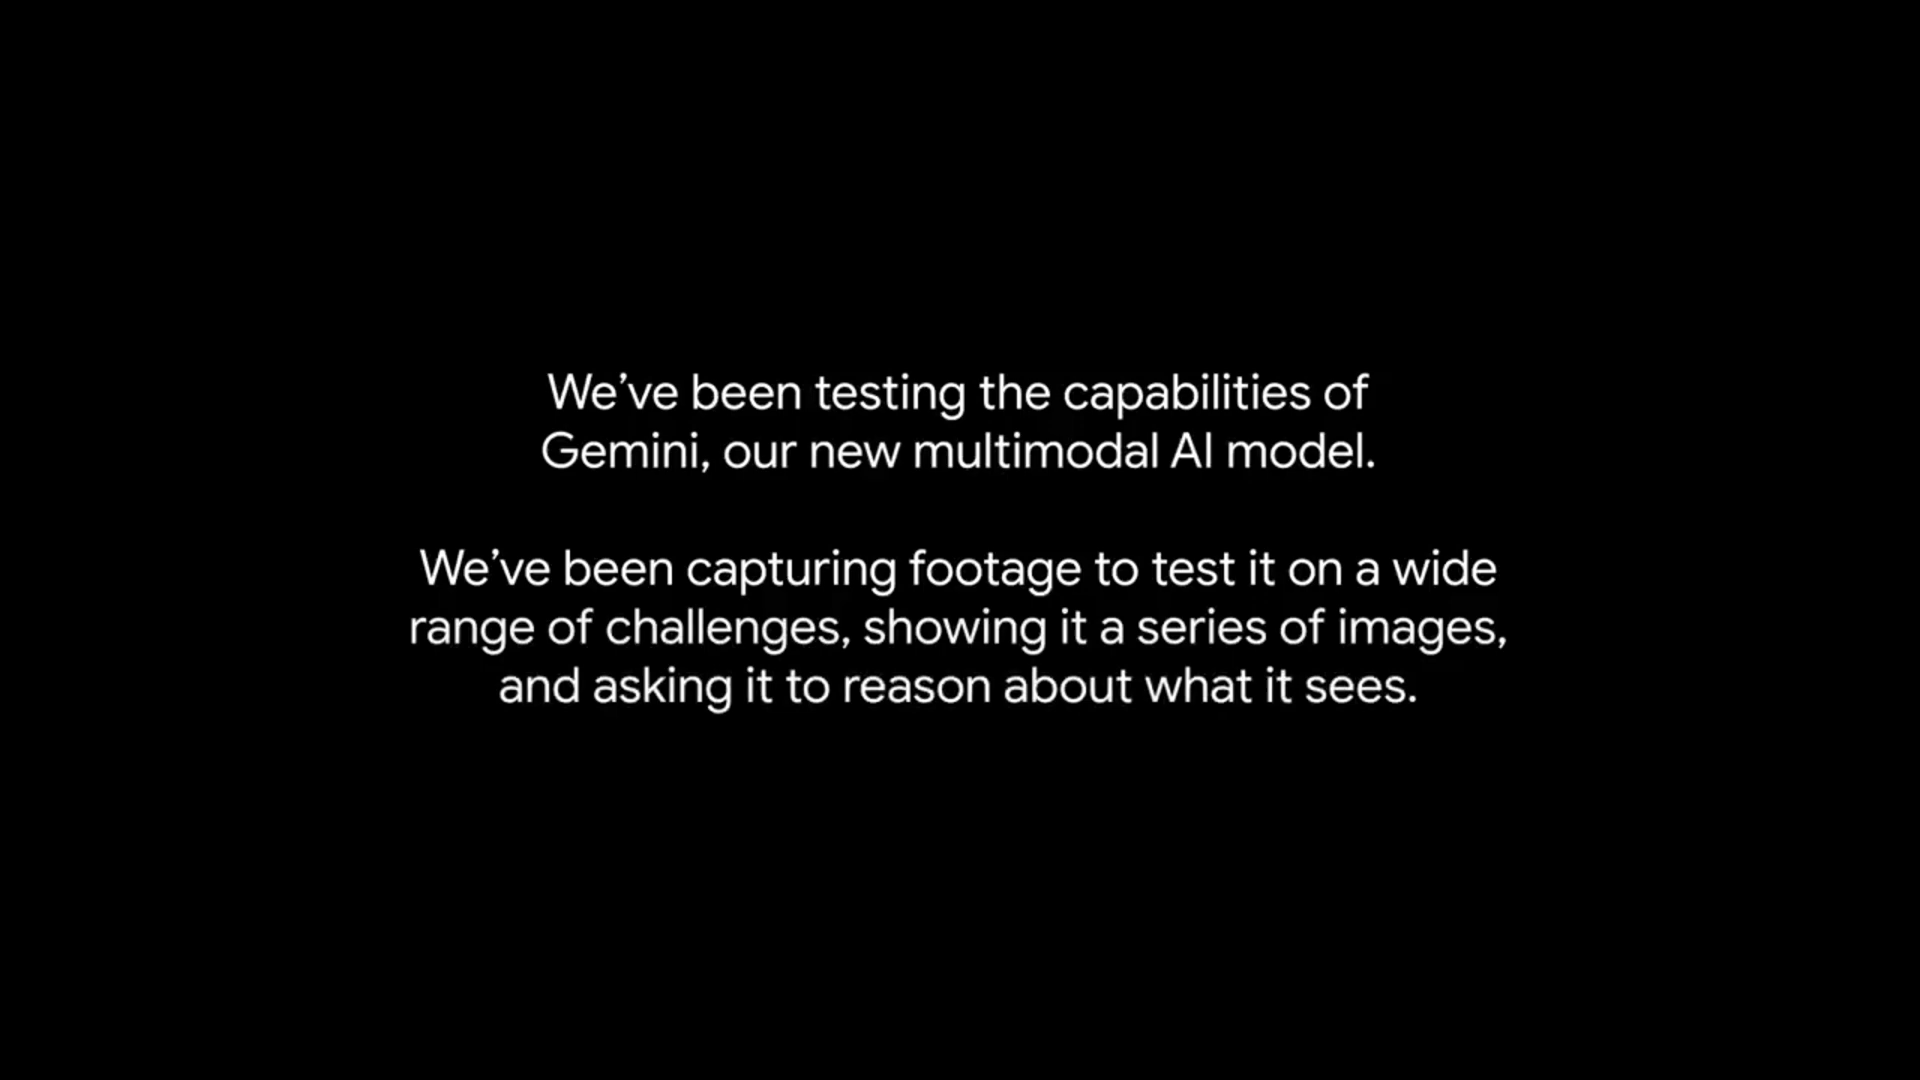 We’ve been testing the capabilities of
Gemini, our new multimodal AI model.
We’ve been capturing footage to test it on a wide
range of challenges, showing it a series of images,
and asking it to reason about what it sees.